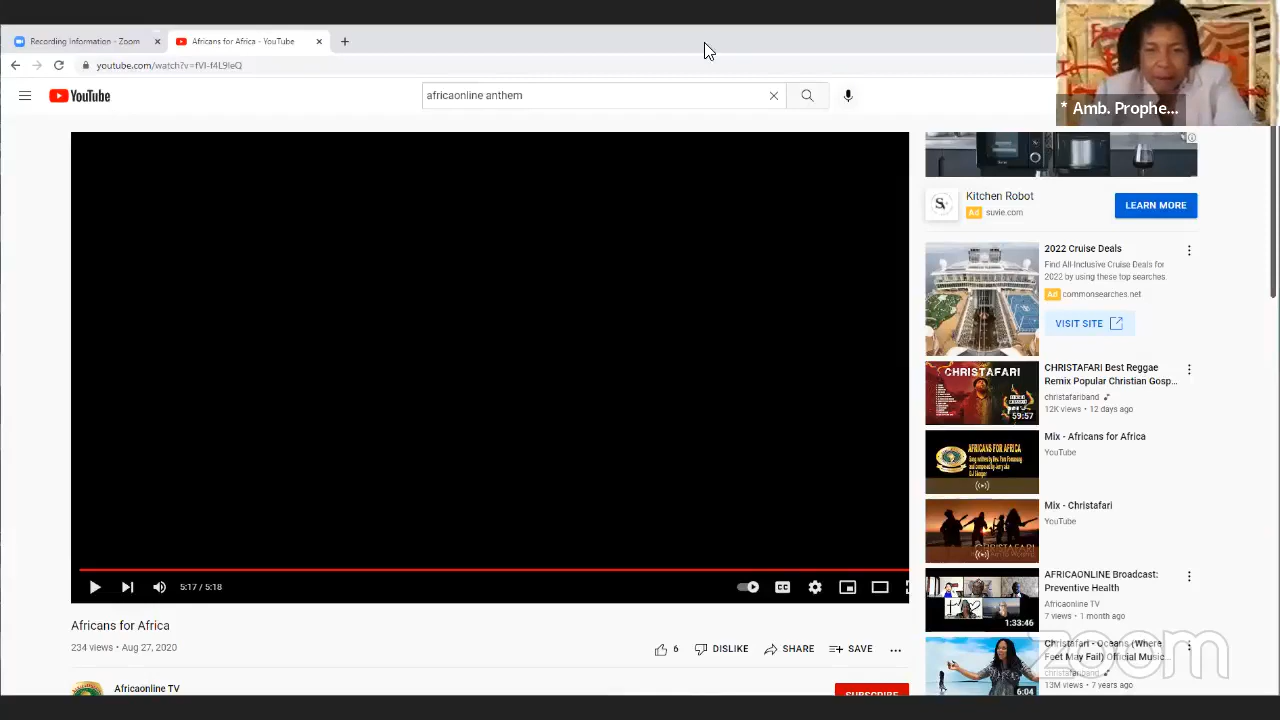 Recording Information - Zoom
Africans for Africa - YouTube
youtube.com/watch?v=fVI-f4L9leQ
YouTube
africaonline anthem
* Amb. Prophe...
Kitchen Robot
Ad suvie.com
LEARN MORE
2022 Cruise Deals
Find All-Inclusive Cruise Deals for
2022 by using these top searches.
Ad commonsearches.net
VISIT SITE
CHRISTAFARI
59:57
CHRISTAFARI Best Reggae
Remix Popular Christian Gosp...
christafariband
12K views • 12 days ago
AFRICANS FOR AFRICA
Mix - Africans for Africa
YouTube
Mix - Christafari
YouTube
5:17 / 5:18
CC
AFRICAONLINE Broadcast:
Preventive Health
Africaonline TV
7 views • 1 month ago
1:33:46
Africans for Africa
234 views • Aug 27, 2020
6
DISLIKE
SHARE
SAVE
Christafari - Oceans (Where
Feet May Fail) Official Music...
christafariband
13M views • 7 years ago
6:04
zoom
Africaonline TV
SUBSCRIBE